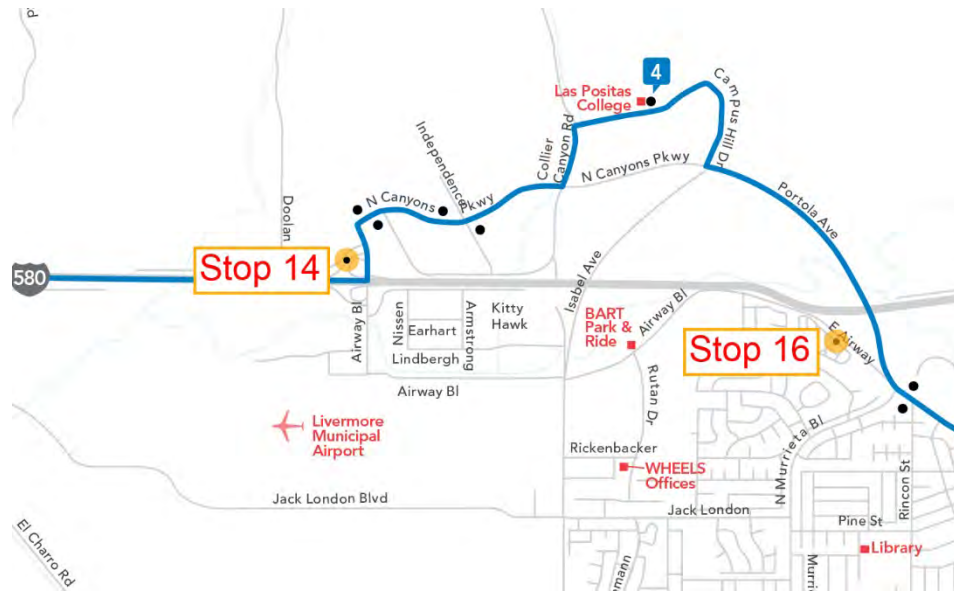 4
Las Positas
College
Campus Hill Dr
Independence
Collier
Canyon Rd
N Canyons Pkwy
N Canyons Pkwy
Doolan
Portola Ave
Stop 14
580
Isabel Ave
Airway Bl
Nissen
Earhart
Armstrong
Kitty
Hawk
Lindbergh
BART
Park &
Ride
Airway Bl
Stop 16
E Airway
Airway Bl
Rutan Dr
Livermore
Municipal
Airport
Rickenbacker
WHEELS
Offices
N Murrieta Bl
Rincon St
Jack London Blvd
Jack London
Pine St
El Charro Rd
Library